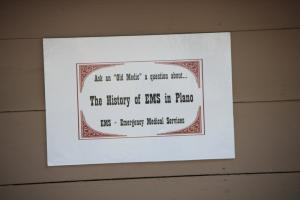 Ask an "Old Medic" a question about...
The History of EMS in Plano
EMS - Emergency Medical Services